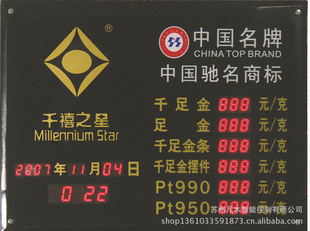 千禧之星
Millennium Star
2007年11月04日
0 22
中国名牌
CHINA TOP BRAND
中国驰名商标
千足金 888 元/克
足金 888 元/克
千足金条 888 元/克
千足金摆件 888 元/克
Pt990 888 元/克
Pt950 888 元/克
shop1361033591873.1688.com